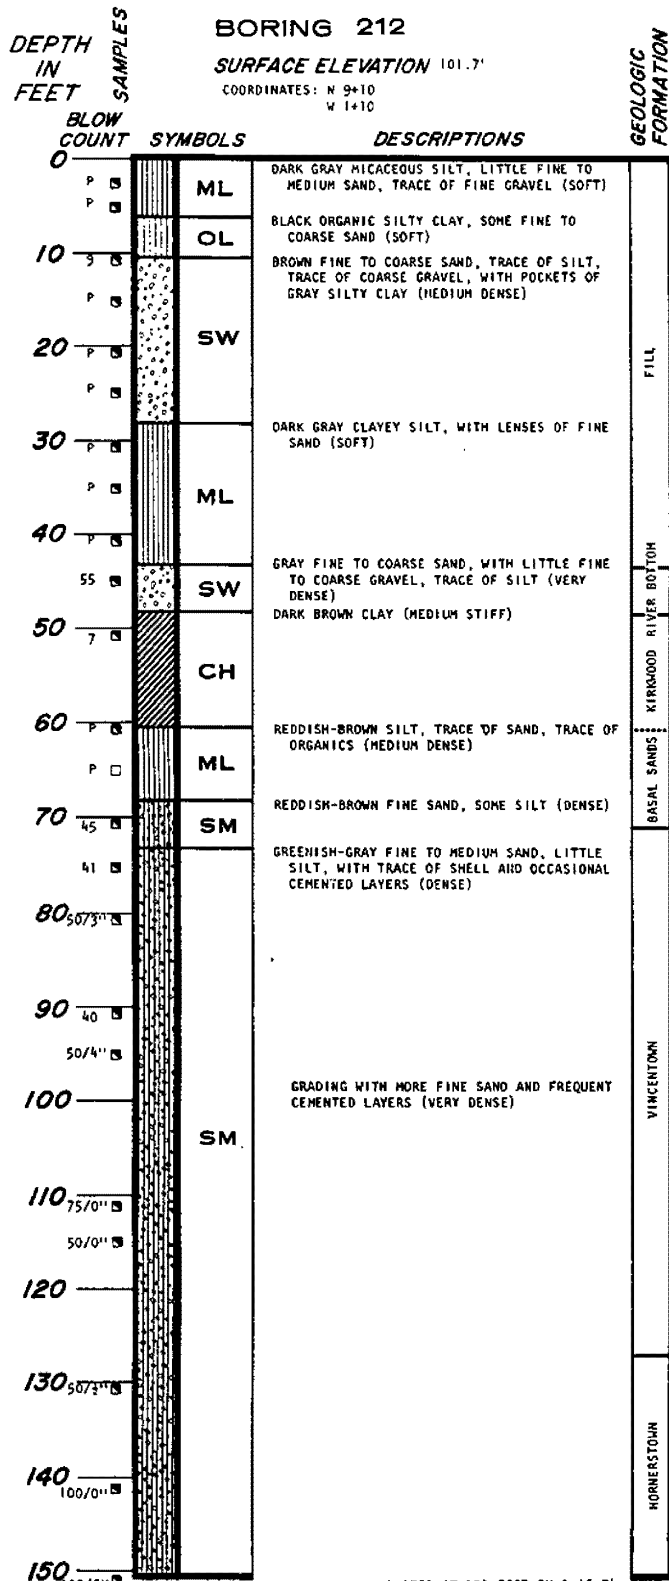 BORING 212
SURFACE ELEVATION 101.7'
COORDINATES: N 9+10
W 1+10
DEPTH
IN
FEET
SAMPLES
BLOW
COUNT
SYMBOLS
DESCRIPTIONS
GEOLOGIC
FORMATION
0
P
P
ML
DARK GRAY MICACEOUS SILT, LITTLE FINE TO
MEDIUM SAND, TRACE OF FINE GRAVEL (SOFT)
OL
BLACK ORGANIC SILTY CLAY, SOME FINE TO
COARSE SAND (SOFT)
10
9
P
BROWN FINE TO COARSE SAND, TRACE OF SILT,
TRACE OF COARSE GRAVEL, WITH POCKETS OF
GRAY SILTY CLAY (MEDIUM DENSE)
SW
20
P
P
FILL
DARK GRAY CLAYEY SILT, WITH LENSES OF FINE
SAND (SOFT)
30
P
P
ML
40
P
GRAY FINE TO COARSE SAND, WITH LITTLE FINE
TO COARSE GRAVEL, TRACE OF SILT (VERY
DENSE)
55
SW
RIVER BOTTOM
DARK BROWN CLAY (MEDIUM STIFF)
50
7
CH
KIRKWOOD
60
P
REDDISH-BROWN SILT, TRACE OF SAND, TRACE OF
ORGANICS (MEDIUM DENSE)
P
ML
BASAL SANDS
REDDISH-BROWN FINE SAND, SOME SILT (DENSE)
70
45
SM
GREENISH-GRAY FINE TO MEDIUM SAND, LITTLE
SILT, WITH TRACE OF SHELL AND OCCASIONAL
CEMENTED LAYERS (DENSE)
41
80
50/3"
90
40
50/4"
GRADING WITH MORE FINE SAND AND FREQUENT
CEMENTED LAYERS (VERY DENSE)
VINCENTOWN
100
SM
110
75/0"
50/0"
120
130
50/½"
HORNERSTOWN
140
100/0"
150